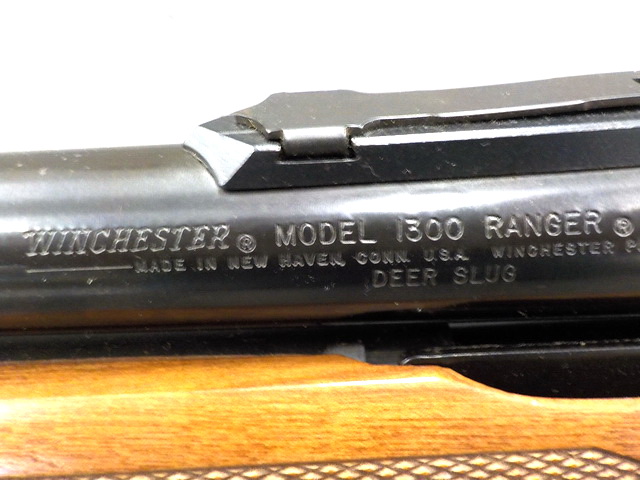 WINCHESTER® MODEL 1300 RANGER®
MADE IN NEW HAVEN, CONN. U.S.A. WINCHESTER
DEER SLUG